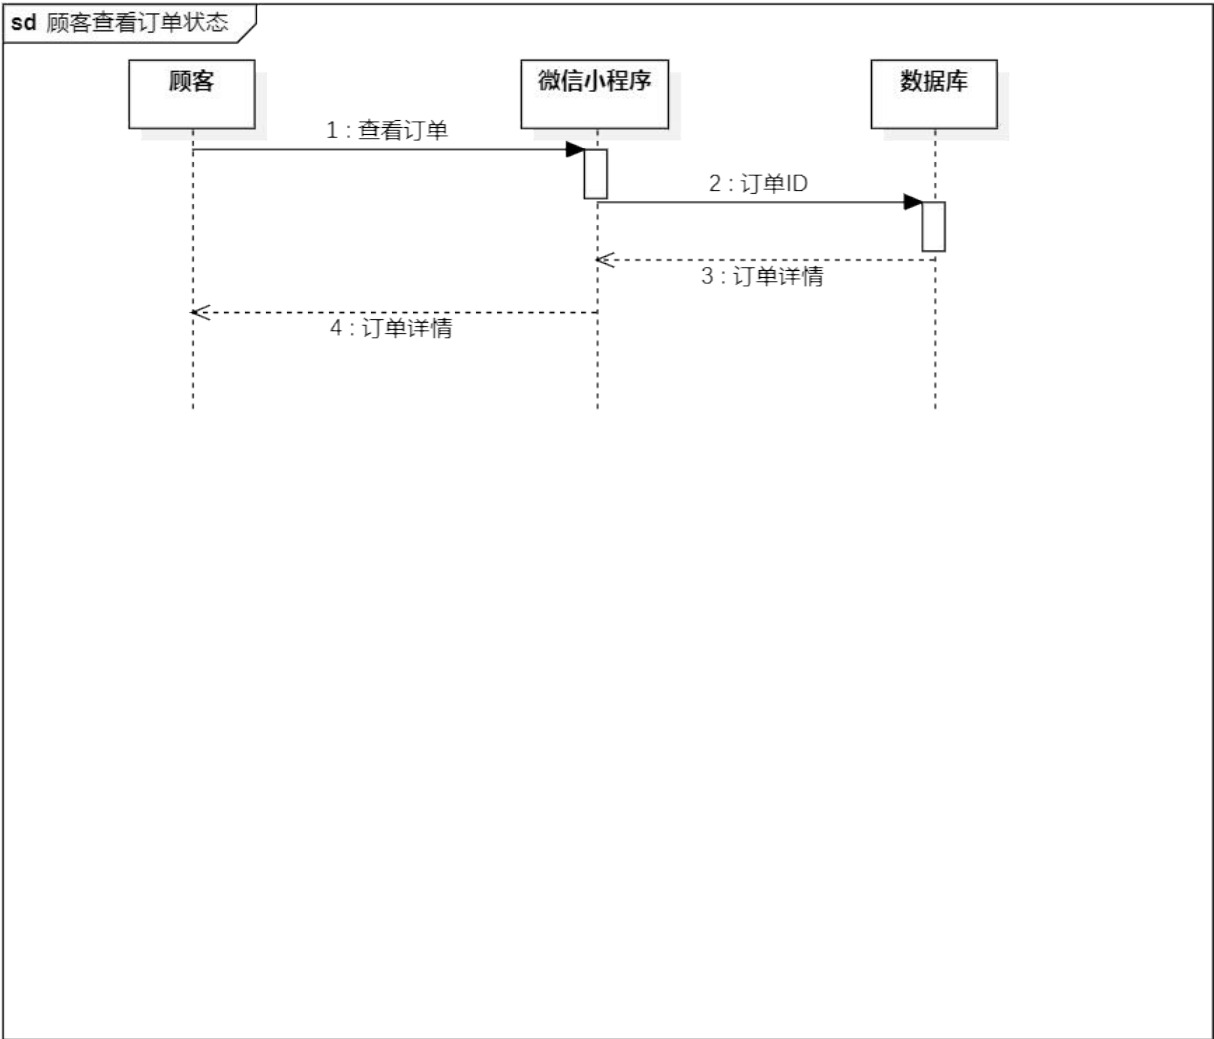 sd 顾客查看订单状态
顾客
微信小程序
数据库
1 : 查看订单
2 : 订单ID
3 : 订单详情
4 : 订单详情